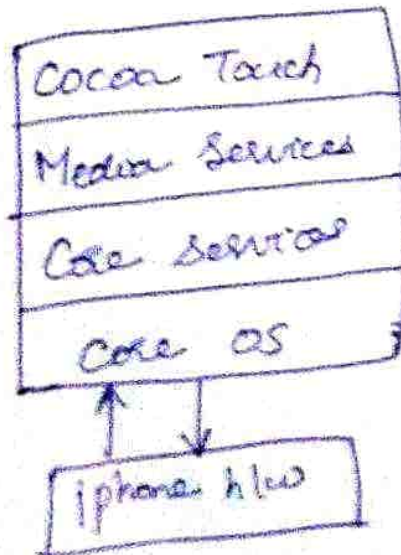 Cocoa Touch
Media Services
Core Services
Core OS
iphone h/w